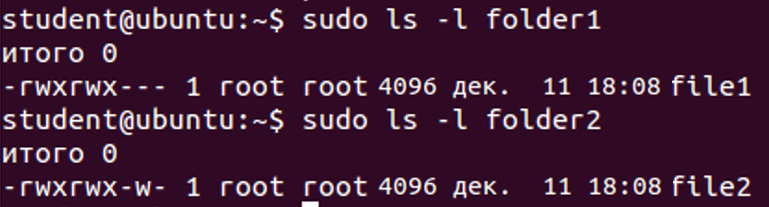 student@ubuntu:~$ sudo ls -l folder1
итого 0
-rwxrwx--- 1 root root 4096 дек.  11 18:08 file1
student@ubuntu:~$ sudo ls -l folder2
итого 0
-rwxrwx-w- 1 root root 4096 дек.  11 18:08 file2